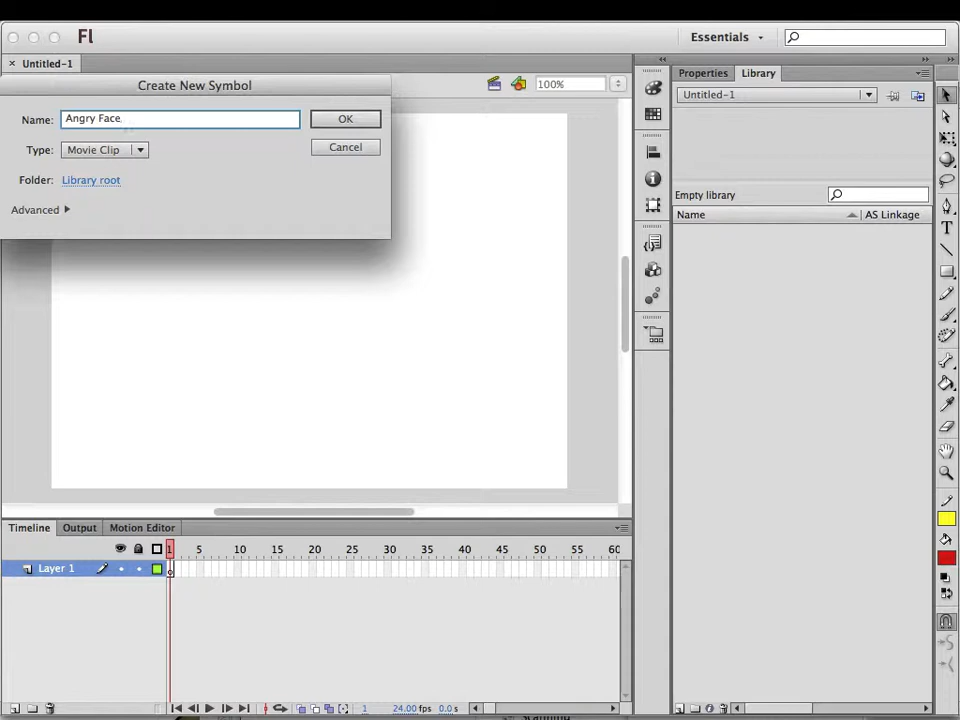 Fl
Essentials
× Untitled-1
100%
Properties Library
Create New Symbol
Untitled-1
Name: Angry Face OK
Type: Movie Clip Cancel
Folder: Library root
Empty library
Advanced
Name AS Linkage
T
Timeline Output Motion Editor
1 5 10 15 20 25 30 35 40 45 50 55 60
Layer 1
1 24.00 fps 0.0 s